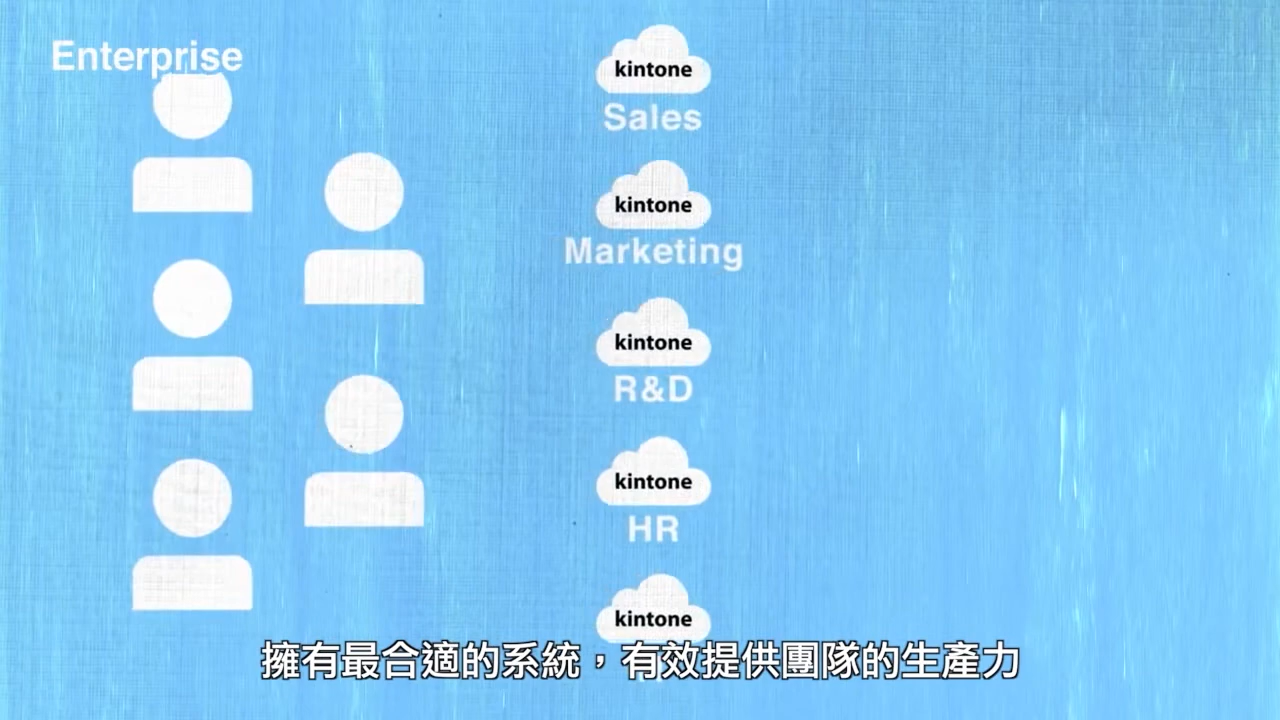 Enterprise
kintone
Sales
kintone
Marketing
kintone
R&D
kintone
HR
kintone
擁有最合適的系統，有效提供團隊的生產力